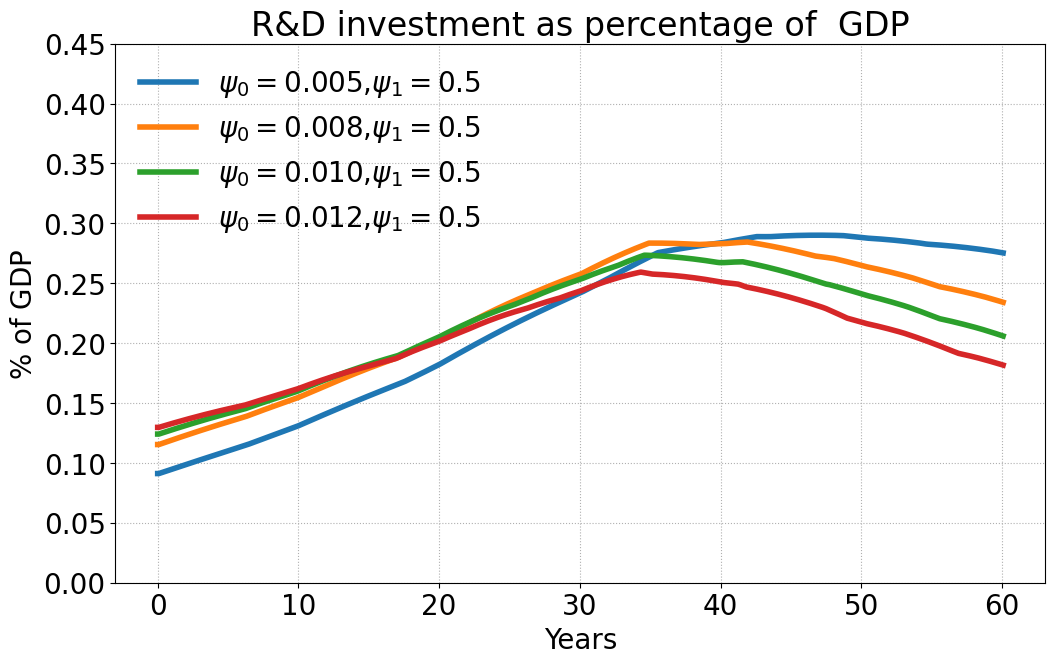 R&D investment as percentage of  GDP
% of GDP
0.45
0.40
0.35
0.30
0.25
0.20
0.15
0.10
0.05
0.00
ψ₀ = 0.005,ψ₁ = 0.5
ψ₀ = 0.008,ψ₁ = 0.5
ψ₀ = 0.010,ψ₁ = 0.5
ψ₀ = 0.012,ψ₁ = 0.5
0 10 20 30 40 50 60
Years